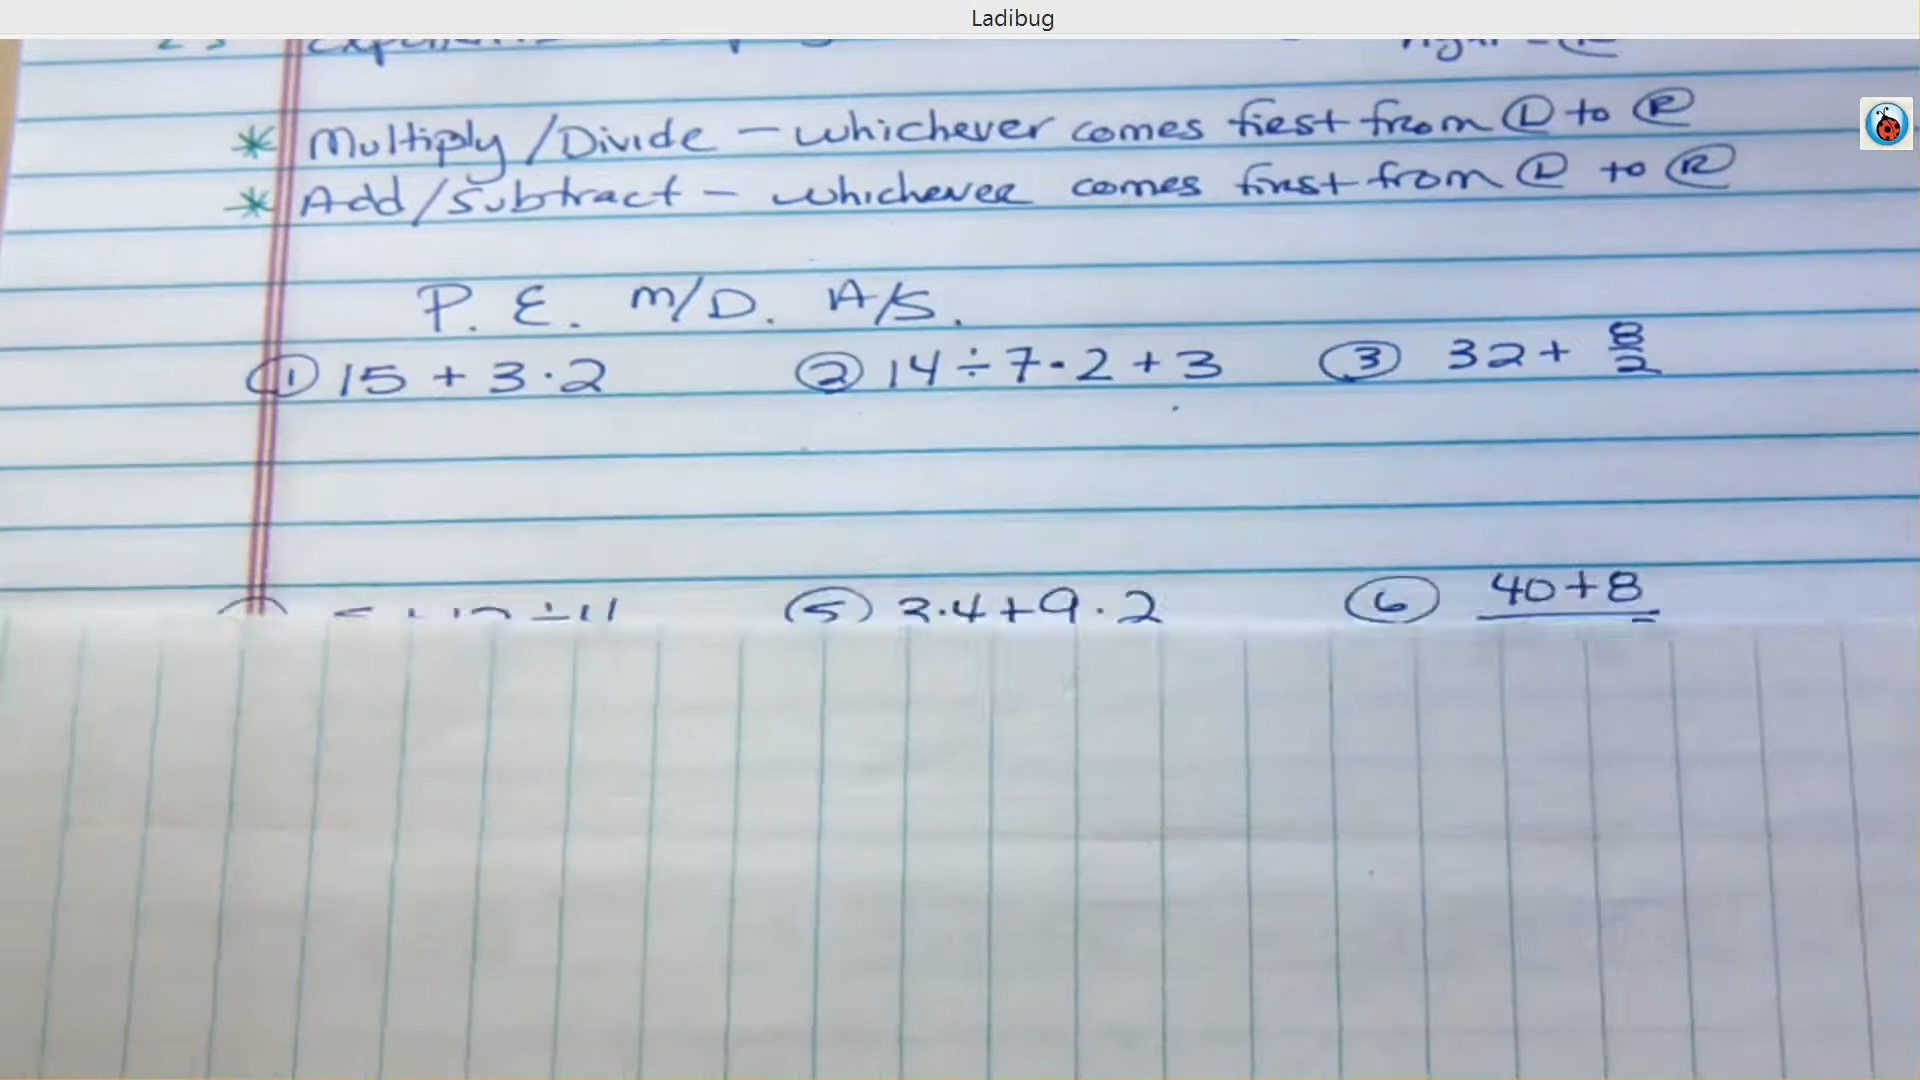 Ladibug
* Multiply/Divide - whichever comes first from Ⓛ to Ⓡ
* Add/Subtract - whichever comes first from Ⓛ to Ⓡ
P. E. M/D. A/S.
① 15 + 3·2 ② 14 ÷ 7·2 + 3 ③ 32 + 8/2
⑤ 3·4+9·2 ⑥ 40+8